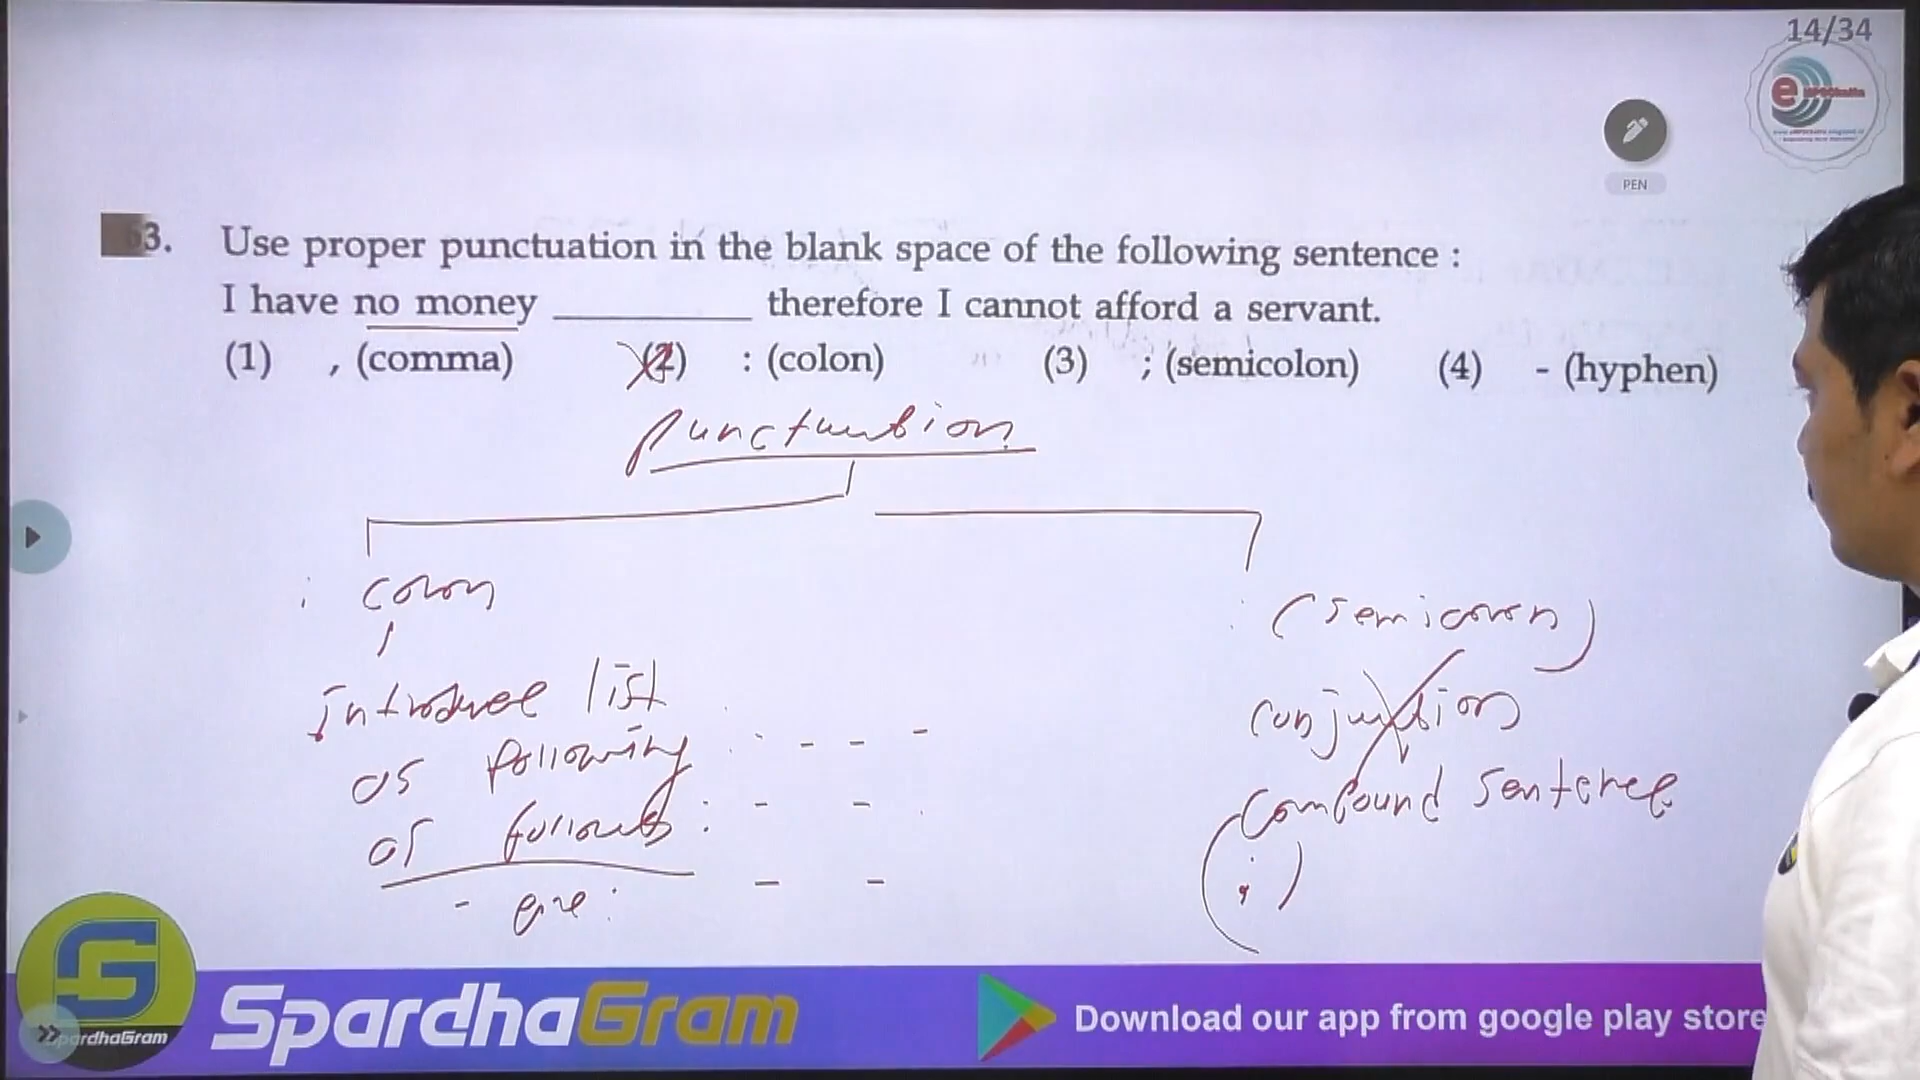 14/34
e
PEN
63. Use proper punctuation in the blank space of the following sentence :
I have no money __________ therefore I cannot afford a servant.
(1) , (comma) (2) : (colon) (3) ; (semicolon) (4) - (hyphen)
punctuation
: colon
; (semicolon)
introduce list
conjunction
as following : - - -
compound sentence
as follows : - -
(;)
- are : - -
SpardhaGram
SpardhaGram
Download our app from google play store